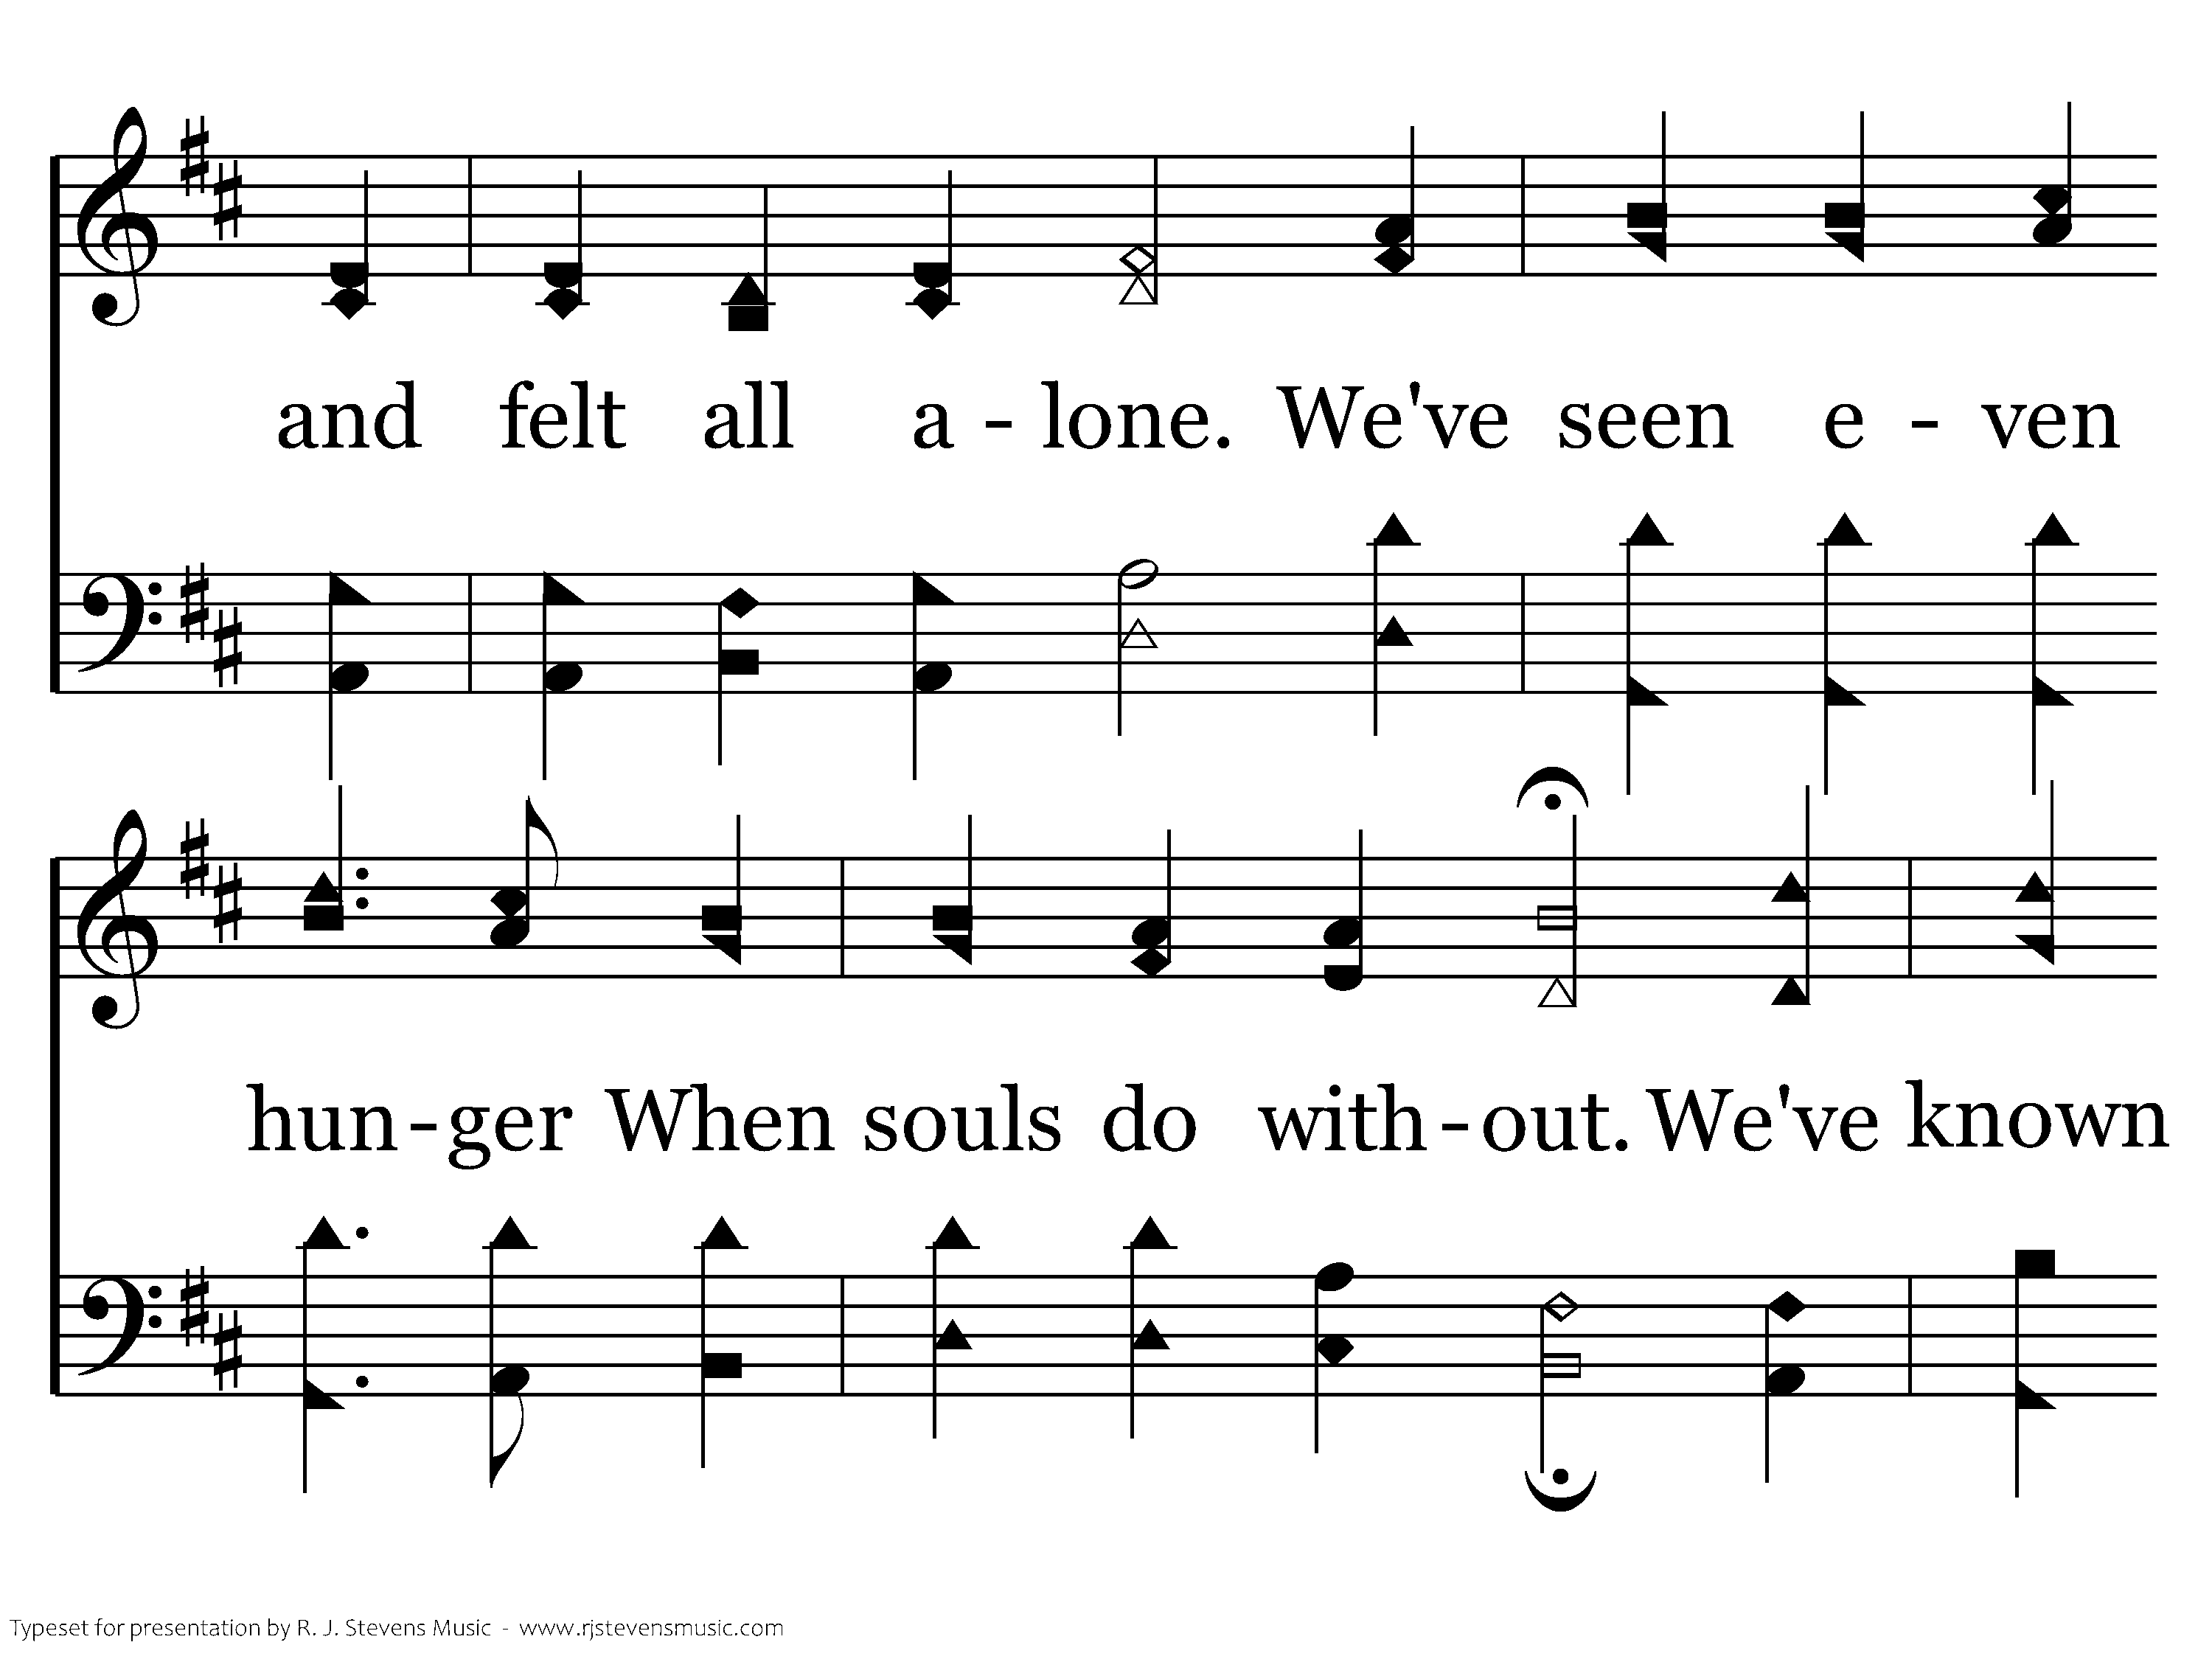 and felt all a - lone. We've seen e - ven
hun - ger When souls do with - out. We've known
Typeset for presentation by R. J. Stevens Music - www.rjstevensmusic.com